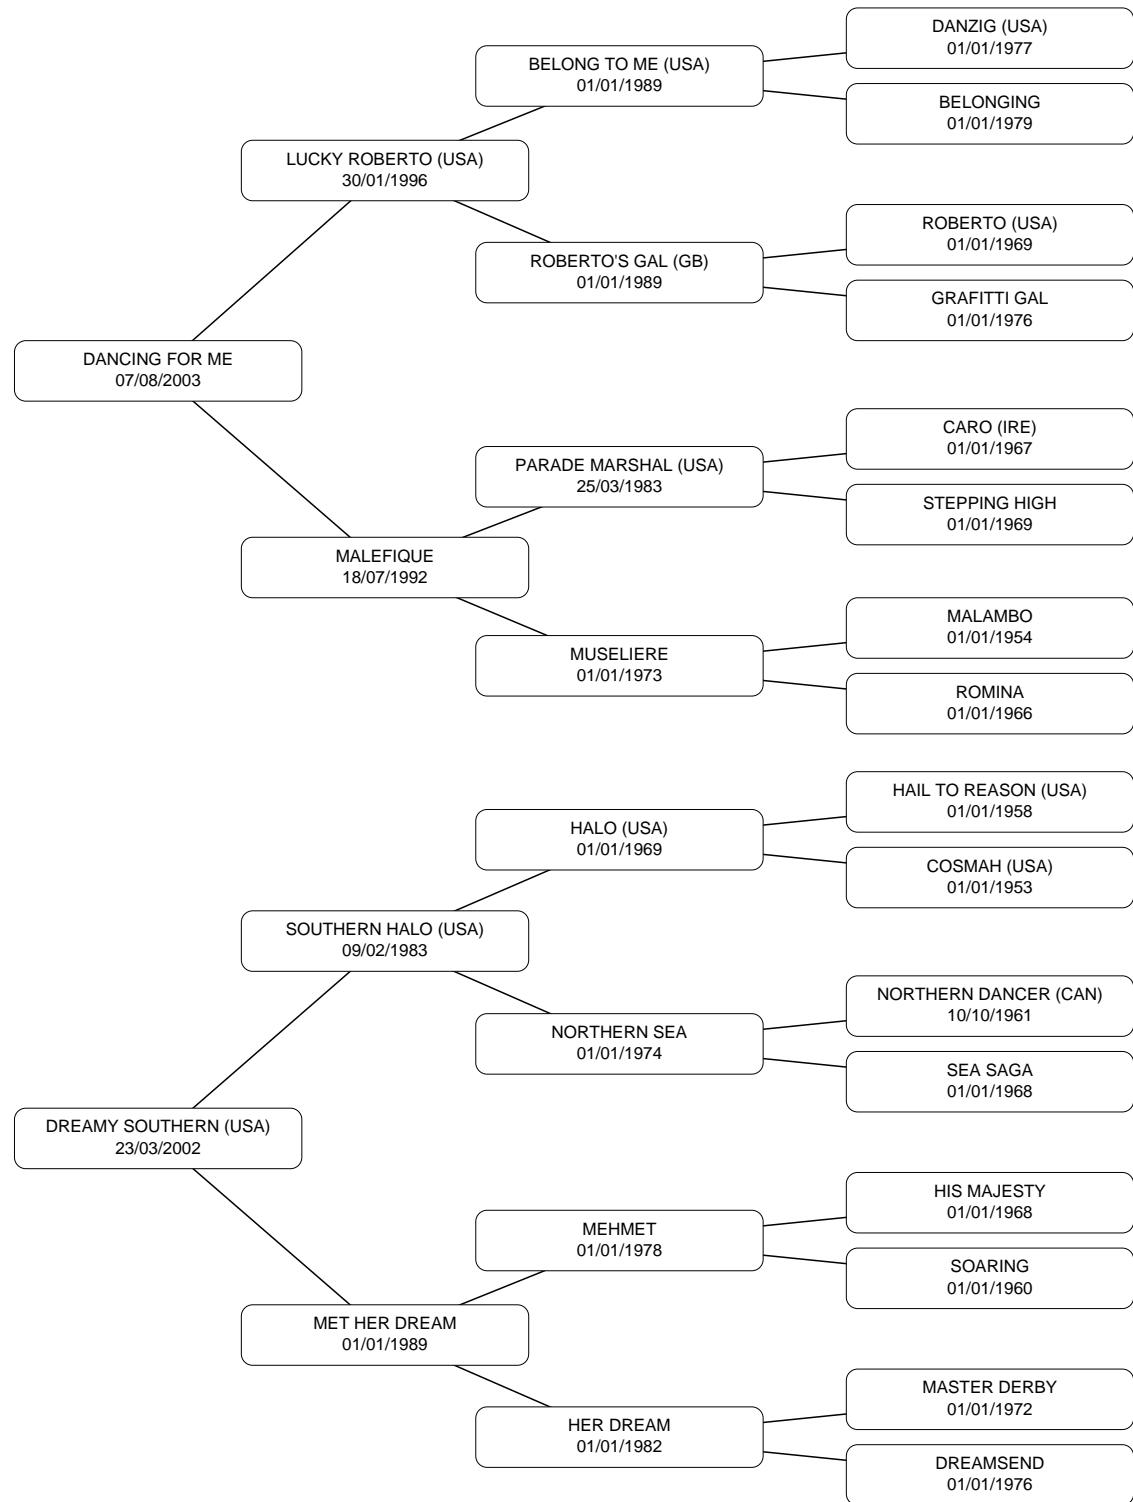 DANZIG (USA)
01/01/1977
BELONG TO ME (USA)
01/01/1989
BELONGING
01/01/1979
LUCKY ROBERTO (USA)
30/01/1996
ROBERTO (USA)
01/01/1969
ROBERTO'S GAL (GB)
01/01/1989
GRAFITTI GAL
01/01/1976
DANCING FOR ME
07/08/2003
CARO (IRE)
01/01/1967
PARADE MARSHAL (USA)
25/03/1983
STEPPING HIGH
01/01/1969
MALEFIQUE
18/07/1992
MALAMBO
01/01/1954
MUSELIERE
01/01/1973
ROMINA
01/01/1966
HAIL TO REASON (USA)
01/01/1958
HALO (USA)
01/01/1969
COSMAH (USA)
01/01/1953
SOUTHERN HALO (USA)
09/02/1983
NORTHERN DANCER (CAN)
10/10/1961
NORTHERN SEA
01/01/1974
SEA SAGA
01/01/1968
DREAMY SOUTHERN (USA)
23/03/2002
HIS MAJESTY
01/01/1968
MEHMET
01/01/1978
SOARING
01/01/1960
MET HER DREAM
01/01/1989
MASTER DERBY
01/01/1972
HER DREAM
01/01/1982
DREAMSEND
01/01/1976